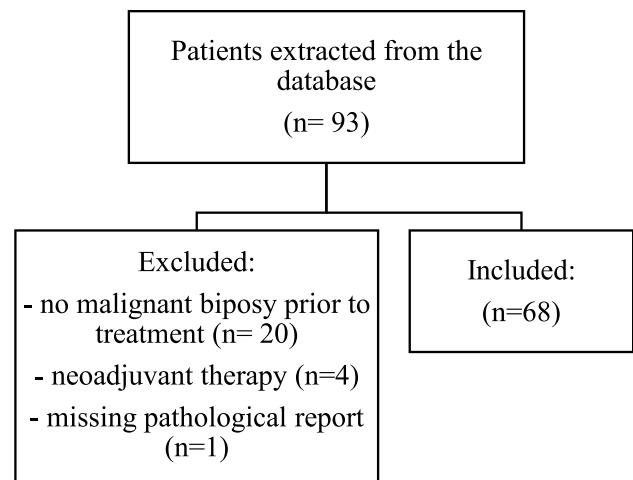 Patients extracted from the
database
(n= 93)
Excluded:
- no malignant biposy prior to
treatment (n= 20)
- neoadjuvant therapy (n=4)
- missing pathological report
(n=1)
Included:
(n=68)